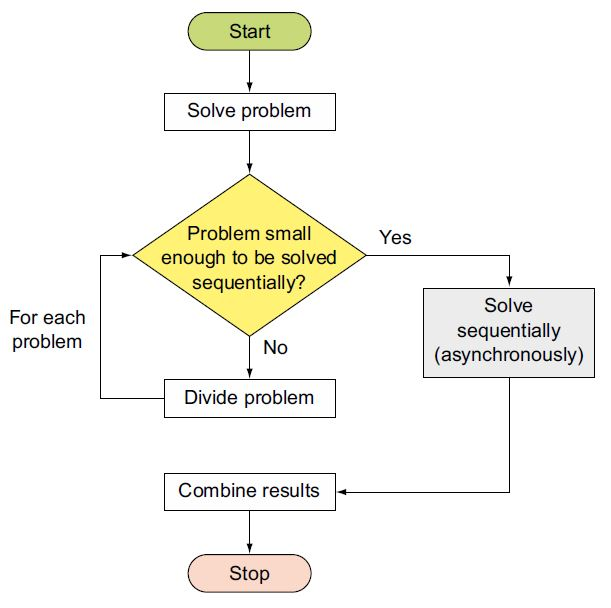 Start
Solve problem
Problem small
enough to be solved
sequentially?
Yes
Solve
sequentially
(asynchronously)
For each
problem
No
Divide problem
Combine results
Stop